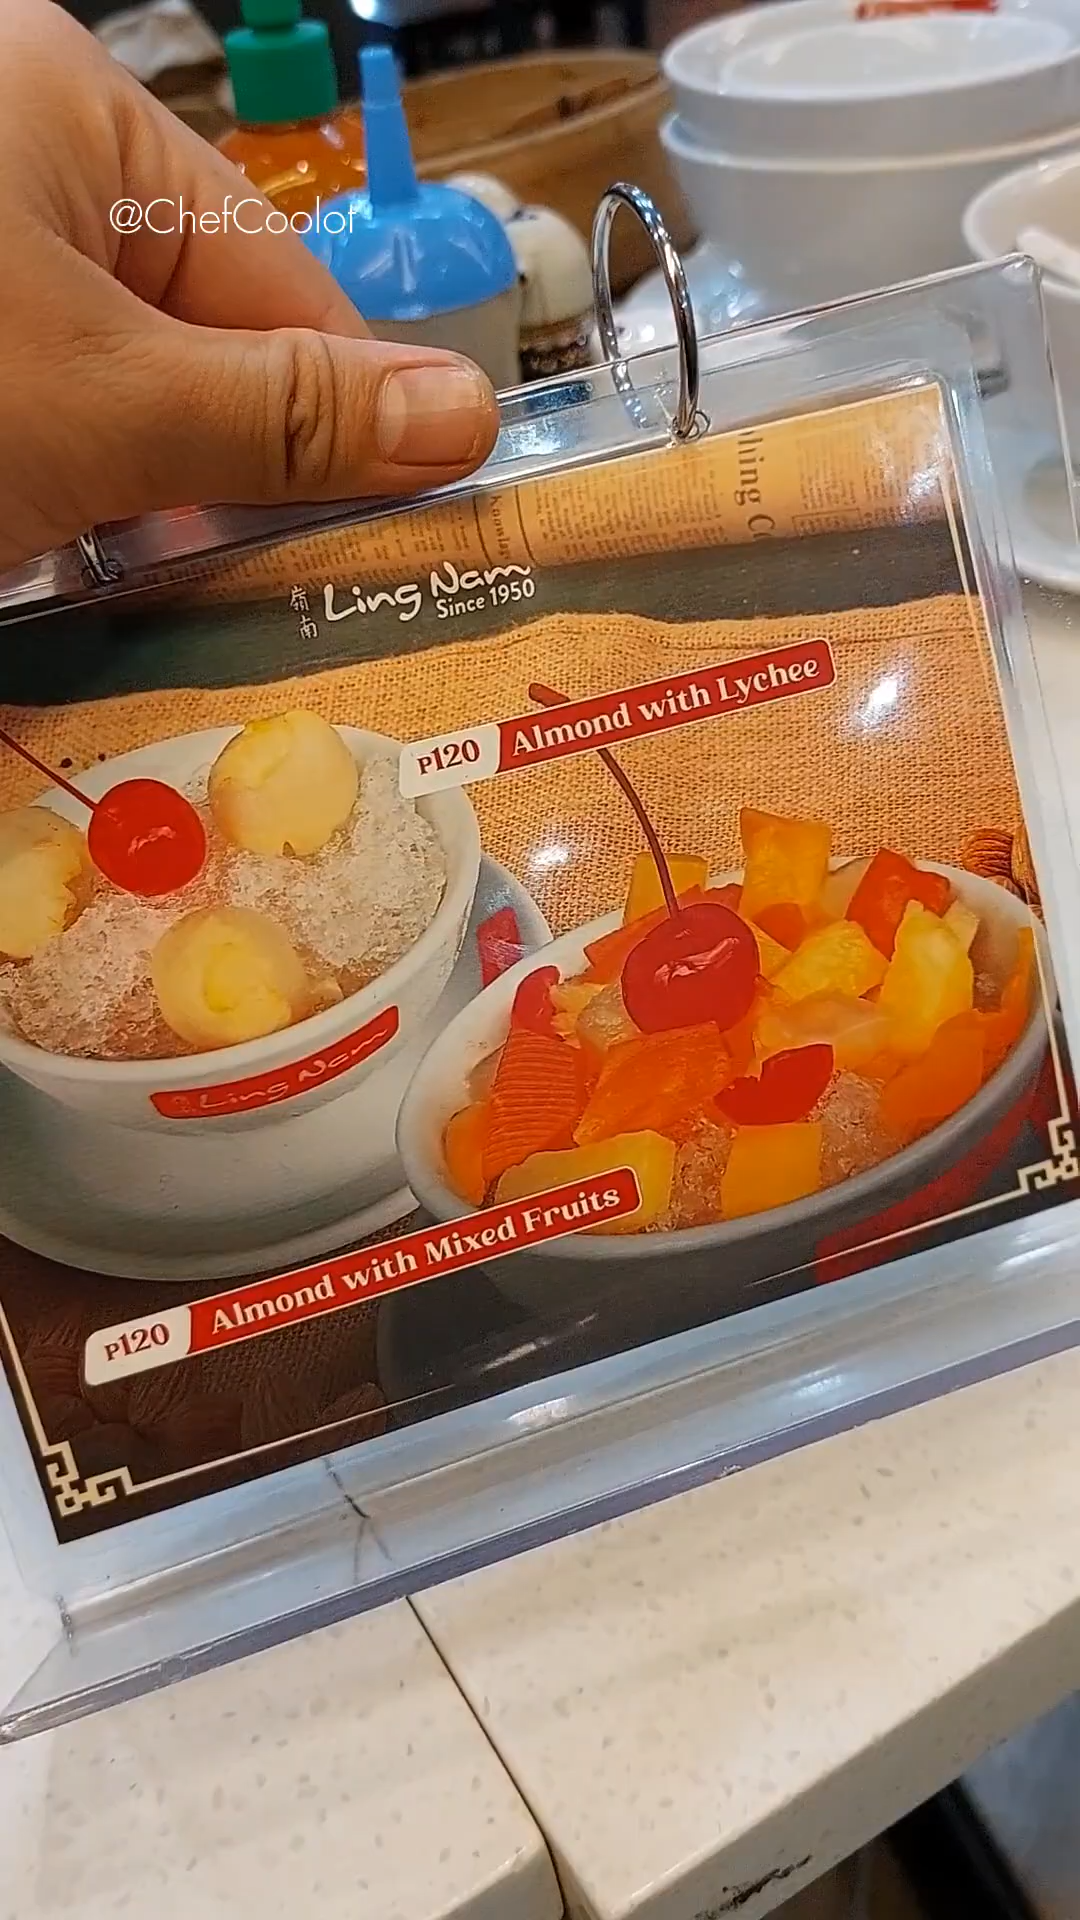 @ChefCoolot
嶺南 Ling Nam
Since 1950
P120 Almond with Lychee
Ling Nam
P120 Almond with Mixed Fruits